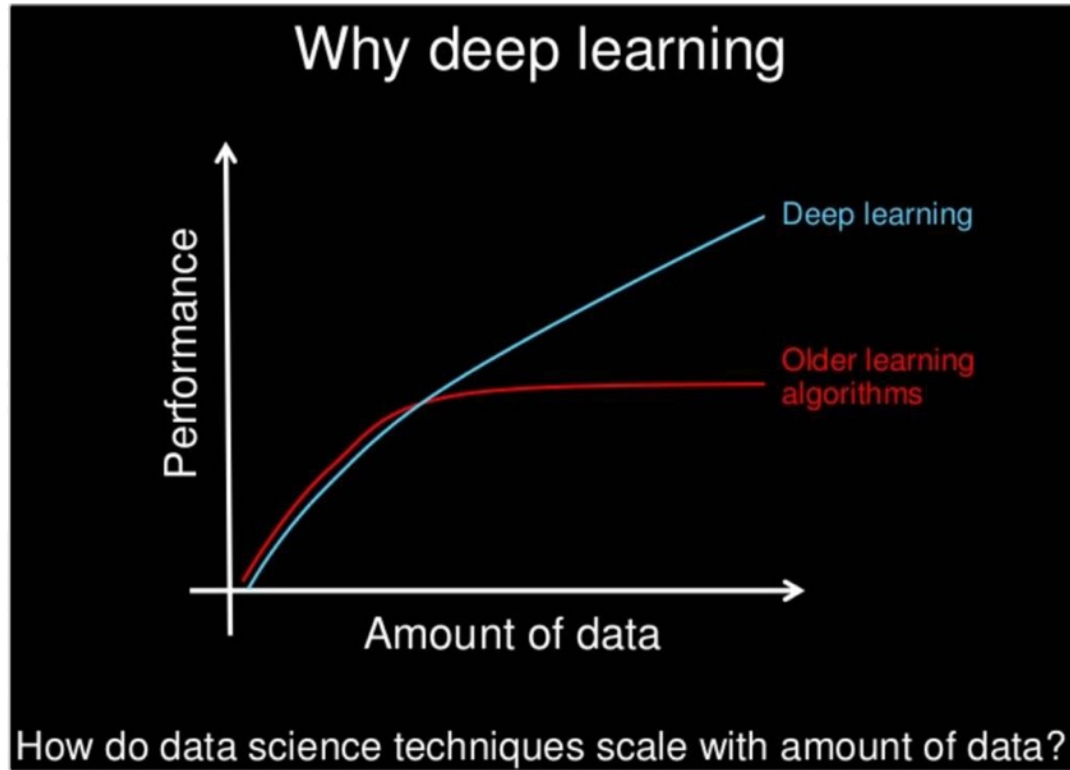 Why deep learning
Performance
Deep learning
Older learning
algorithms
Amount of data
How do data science techniques scale with amount of data?